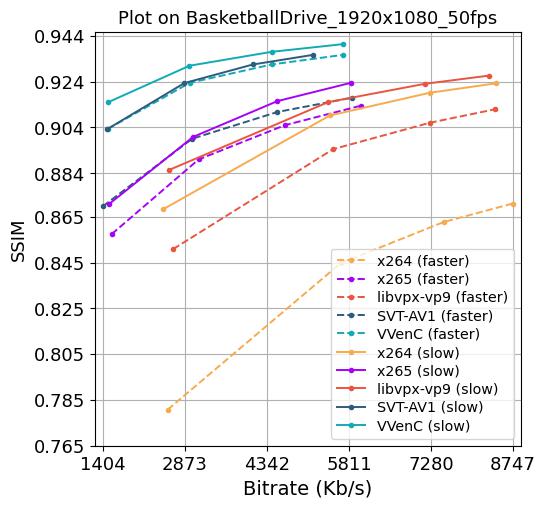 Plot on BasketballDrive_1920x1080_50fps
0.944
0.924
0.904
0.884
0.865
0.845
0.825
0.805
0.785
0.765
SSIM
x264 (faster)
x265 (faster)
libvpx-vp9 (faster)
SVT-AV1 (faster)
VVenC (faster)
x264 (slow)
x265 (slow)
libvpx-vp9 (slow)
SVT-AV1 (slow)
VVenC (slow)
1404 2873 4342 5811 7280 8747
Bitrate (Kb/s)